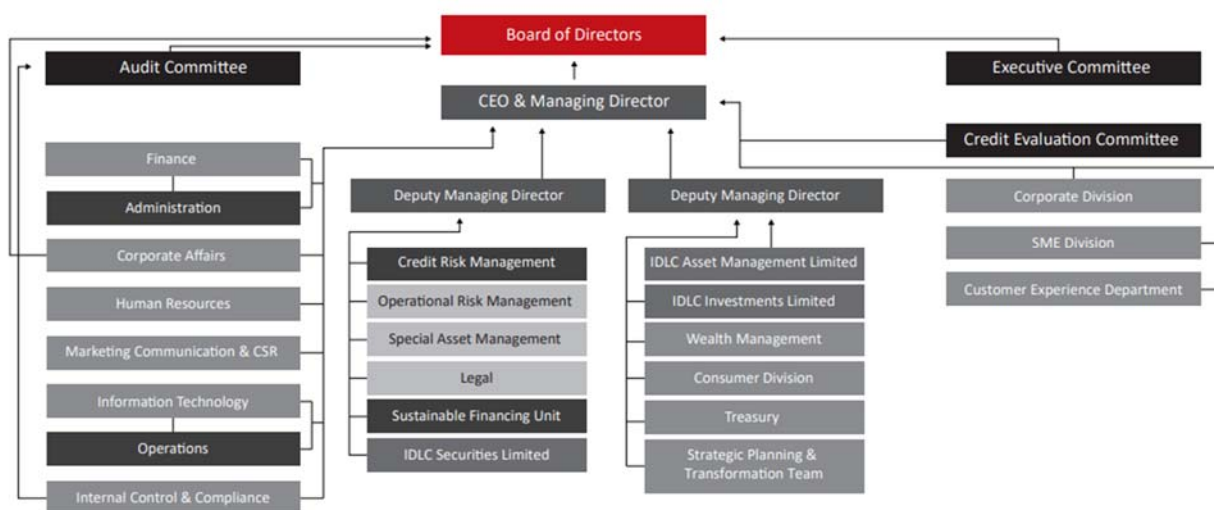 Board of Directors
Audit Committee
Executive Committee
CEO & Managing Director
Credit Evaluation Committee
Finance
Administration
Corporate Affairs
Human Resources
Marketing Communication & CSR
Information Technology
Operations
Internal Control & Compliance
Deputy Managing Director
Credit Risk Management
Operational Risk Management
Special Asset Management
Legal
Sustainable Financing Unit
IDLC Securities Limited
Deputy Managing Director
IDLC Asset Management Limited
IDLC Investments Limited
Wealth Management
Consumer Division
Treasury
Strategic Planning &
Transformation Team
Corporate Division
SME Division
Customer Experience Department